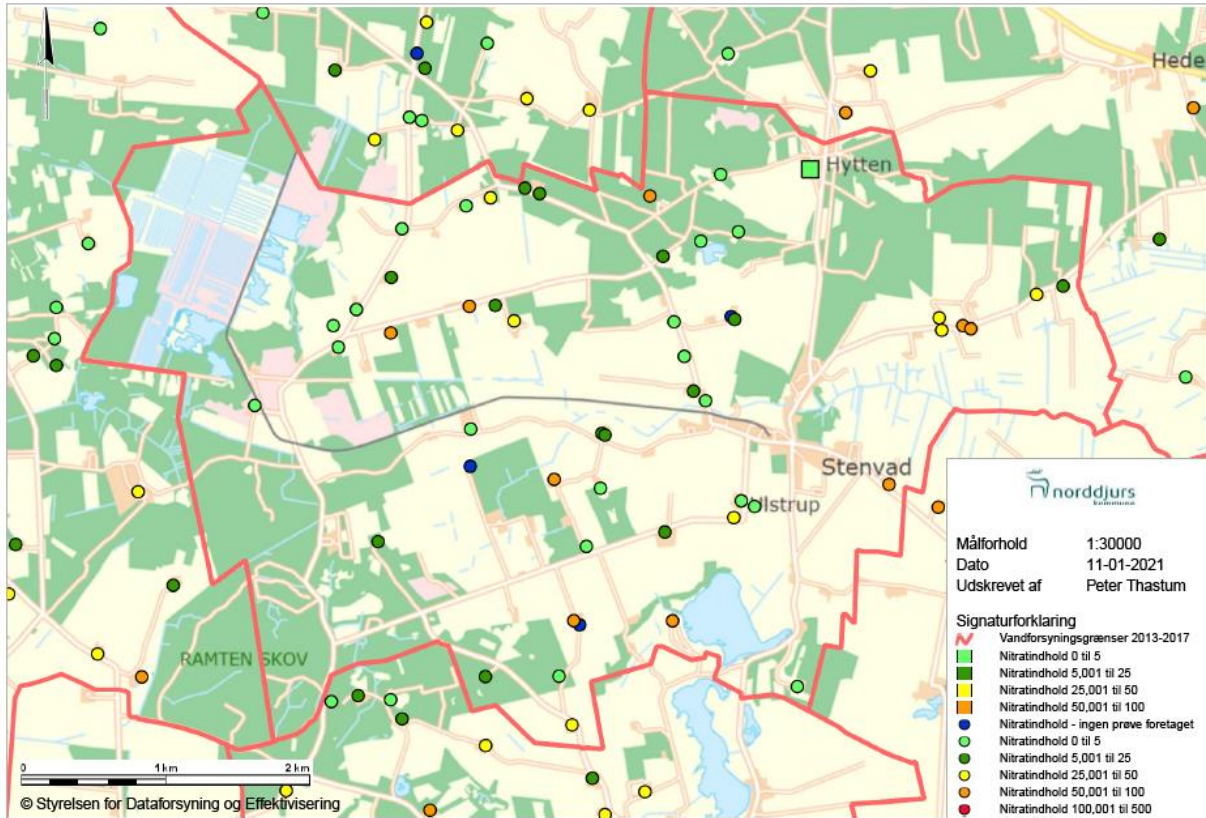 Hede
Hytten
Stenvad
Ulstrup
RAMTEN SKOV
norddjurs
kommune
Målforhold 1:30000
Dato 11-01-2021
Udskrevet af Peter Thastum
Signaturforklaring
Vandforsyningsgrænser 2013-2017
Nitratindhold 0 til 5
Nitratindhold 5,001 til 25
Nitratindhold 25,001 til 50
Nitratindhold 50,001 til 100
Nitratindhold - ingen prøve foretaget
Nitratindhold 0 til 5
Nitratindhold 5,001 til 25
Nitratindhold 25,001 til 50
Nitratindhold 50,001 til 100
Nitratindhold 100,001 til 500
0 1 km 2 km
© Styrelsen for Dataforsyning og Effektivisering